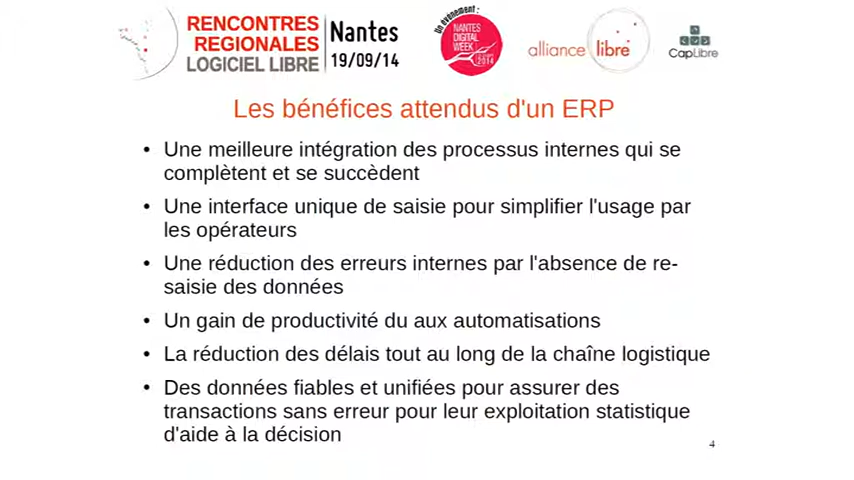 RENCONTRES
REGIONALES
LOGICIEL LIBRE
Nantes
19/09/14
Un évènement :
NANTES
DIGITAL
WEEK
2014
alliance libre
CapLibre
Les bénéfices attendus d'un ERP
• Une meilleure intégration des processus internes qui se
complètent et se succèdent
• Une interface unique de saisie pour simplifier l'usage par
les opérateurs
• Une réduction des erreurs internes par l'absence de re-
saisie des données
• Un gain de productivité du aux automatisations
• La réduction des délais tout au long de la chaîne logistique
• Des données fiables et unifiées pour assurer des
transactions sans erreur pour leur exploitation statistique
d'aide à la décision
4